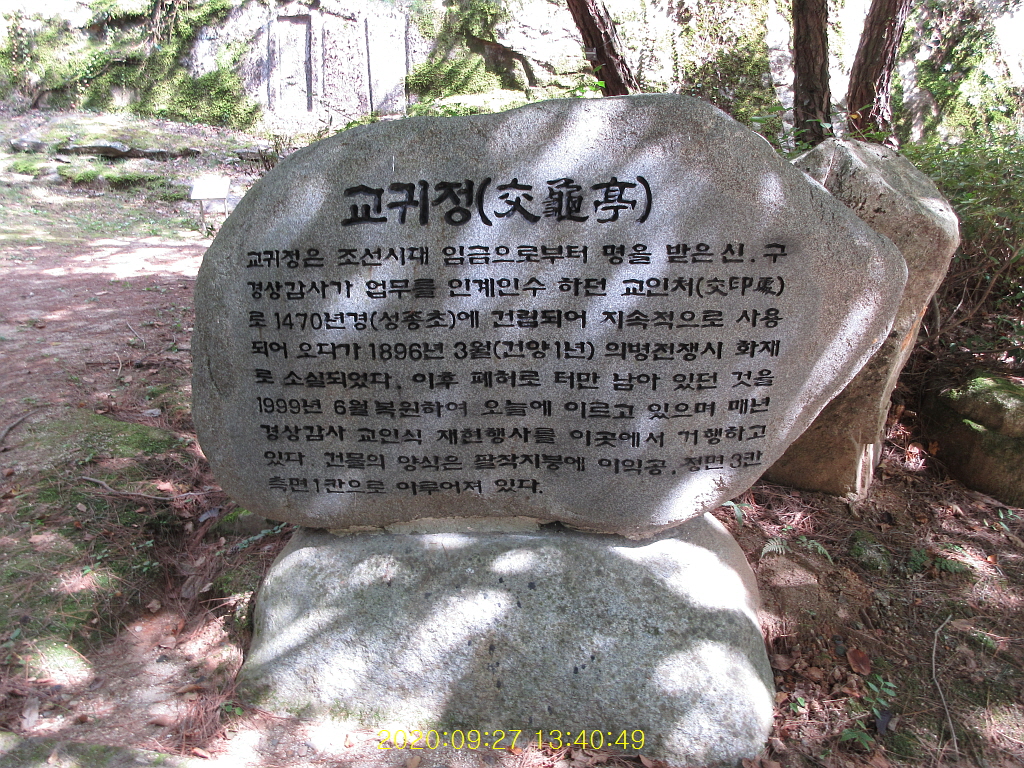 교귀정(交龜亭)
교귀정은 조선시대 임금으로부터 명을 받은 신. 구
경상감사가 업무를 인계인수 하던 교인처(交印處)
로 1470년경(성종초)에 건립되어 지속적으로 사용
되어 오다가 1896년 3월(건양1년) 의병전쟁시 화재
로 소실되었다. 이후 폐허로 터만 남아 있던 것을
1999년 6월 복원하여 오늘에 이르고 있으며 매년
경상감사 교인식 재현행사를 이곳에서 거행하고
있다. 건물의 양식은 팔작지붕에 이익공. 정면3칸
측면1칸으로 이루어져 있다.
2020:09:27 13:40:49